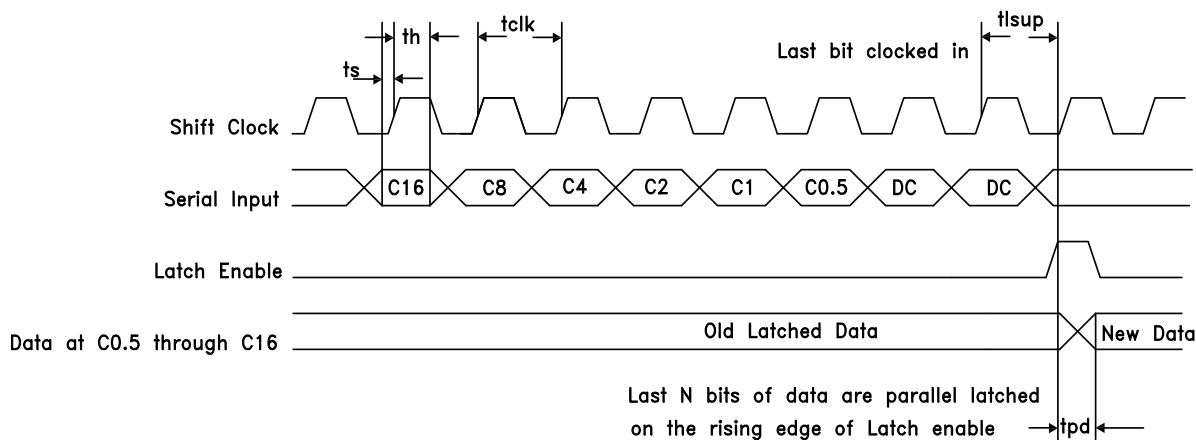 tlsup
th
tclk
Last bit clocked in
ts
Shift Clock
C16 C8 C4 C2 C1 C0.5 DC DC
Serial Input
Latch Enable
Old Latched Data
New Data
Data at C0.5 through C16
Last N bits of data are parallel latched
on the rising edge of Latch enable
tpd